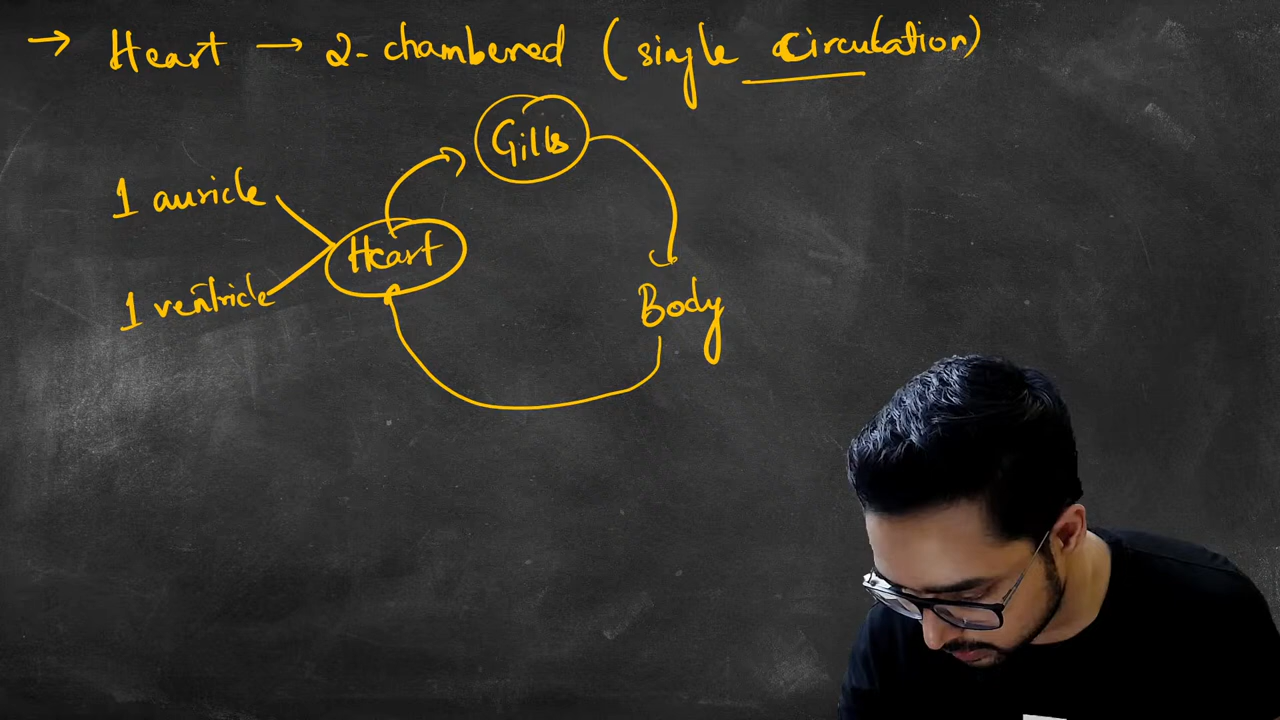 → Heart → 2-chambered (single circulation)
Gills
1 auricle
Heart
1 ventricle
Body